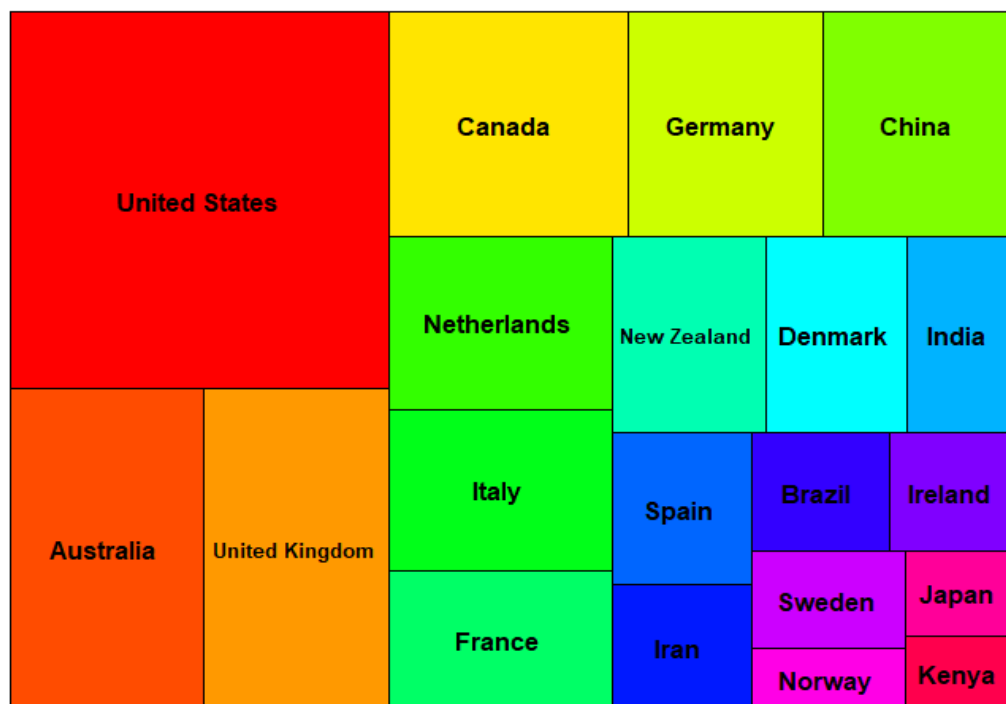 Canada
Germany
China
United States
Netherlands
New Zealand
Denmark
India
Italy
Spain
Brazil
Ireland
Australia
United Kingdom
France
Iran
Sweden
Japan
Norway
Kenya